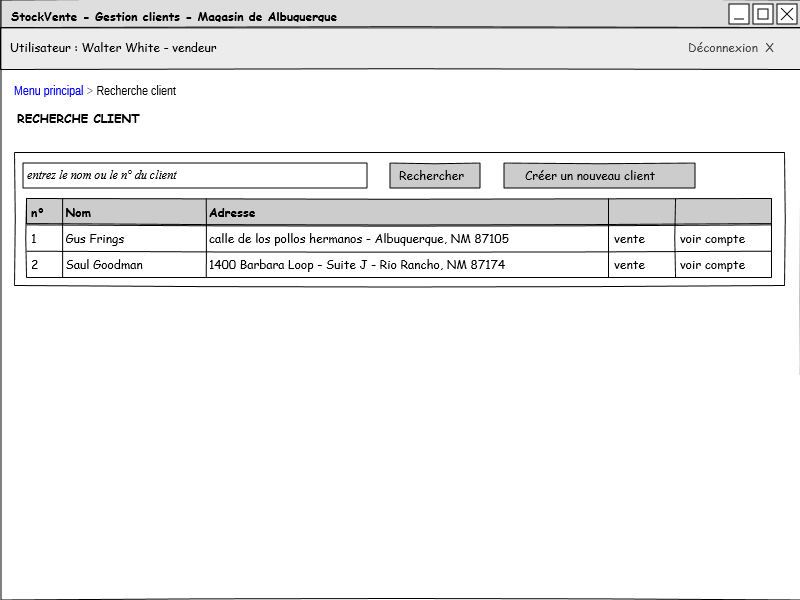 StockVente - Gestion clients - Magasin de Albuquerque
Utilisateur : Walter White - vendeur Déconnexion X
Menu principal > Recherche client
RECHERCHE CLIENT
entrez le nom ou le n° du client Rechercher Créer un nouveau client
n° Nom Adresse
1 Gus Frings calle de los pollos hermanos - Albuquerque, NM 87105 vente voir compte
2 Saul Goodman 1400 Barbara Loop - Suite J - Rio Rancho, NM 87174 vente voir compte